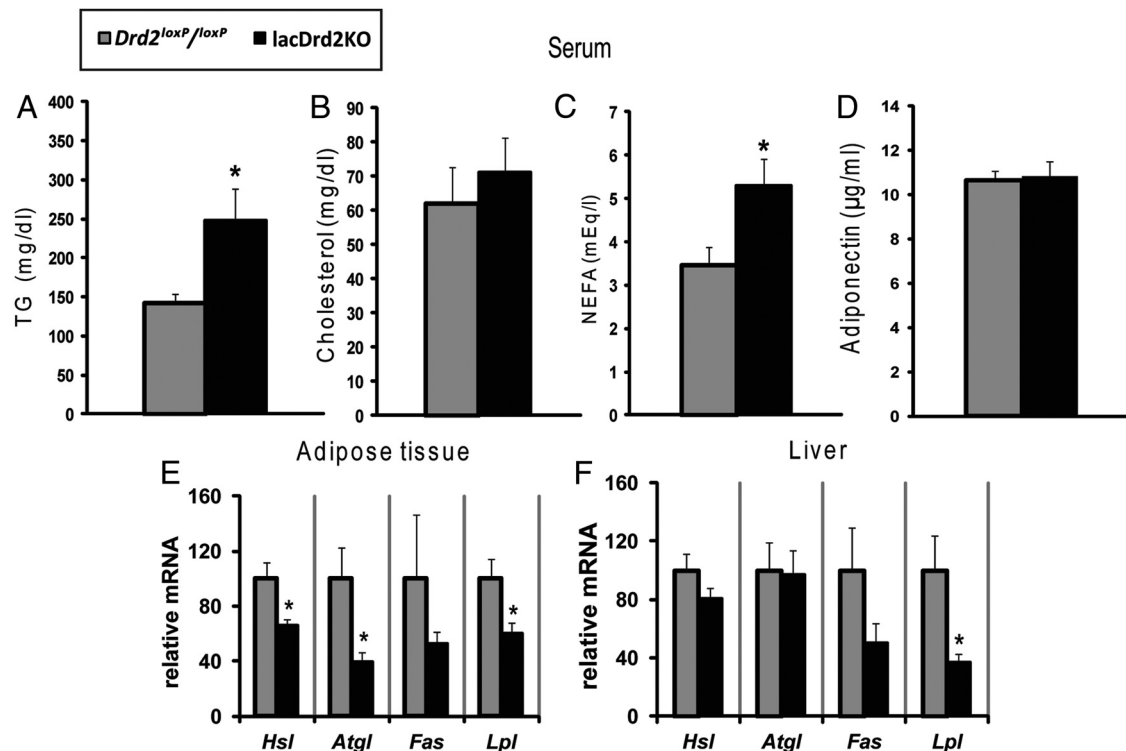 Drd2loxP/loxP lacDrd2KO
Serum
A
TG (mg/dl)
400
350
300
250
200
150
100
50
0
*
B
Cholesterol (mg/dl)
90
80
70
60
50
40
30
20
10
0
C
NEFA (mEq/l)
7
6
5
4
3
2
1
0
*
D
Adiponectin (µg/ml)
14
12
10
8
6
4
2
0
Adipose tissue
E
relative mRNA
160
120
80
40
0
* * *
Hsl Atgl Fas Lpl
Liver
F
relative mRNA
160
120
80
40
0
*
Hsl Atgl Fas Lpl